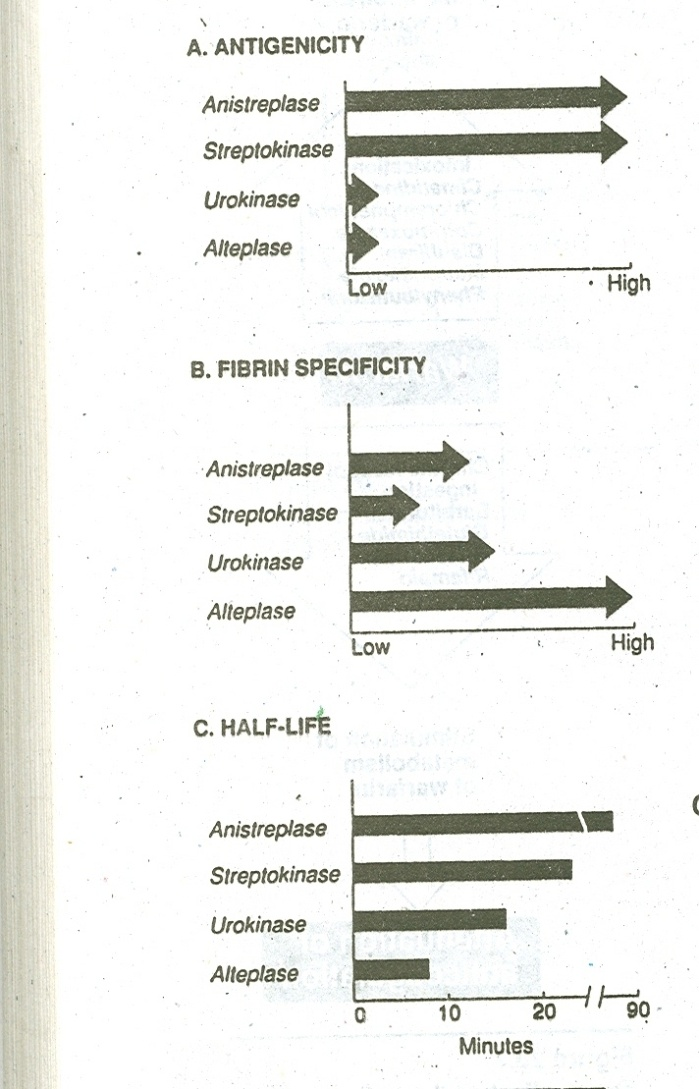 A. ANTIGENICITY
Anistreplase
Streptokinase
Urokinase
Alteplase
Low High
B. FIBRIN SPECIFICITY
Anistreplase
Streptokinase
Urokinase
Alteplase
Low High
C. HALF-LIFE
Anistreplase
Streptokinase
Urokinase
Alteplase
0 10 20 90
Minutes